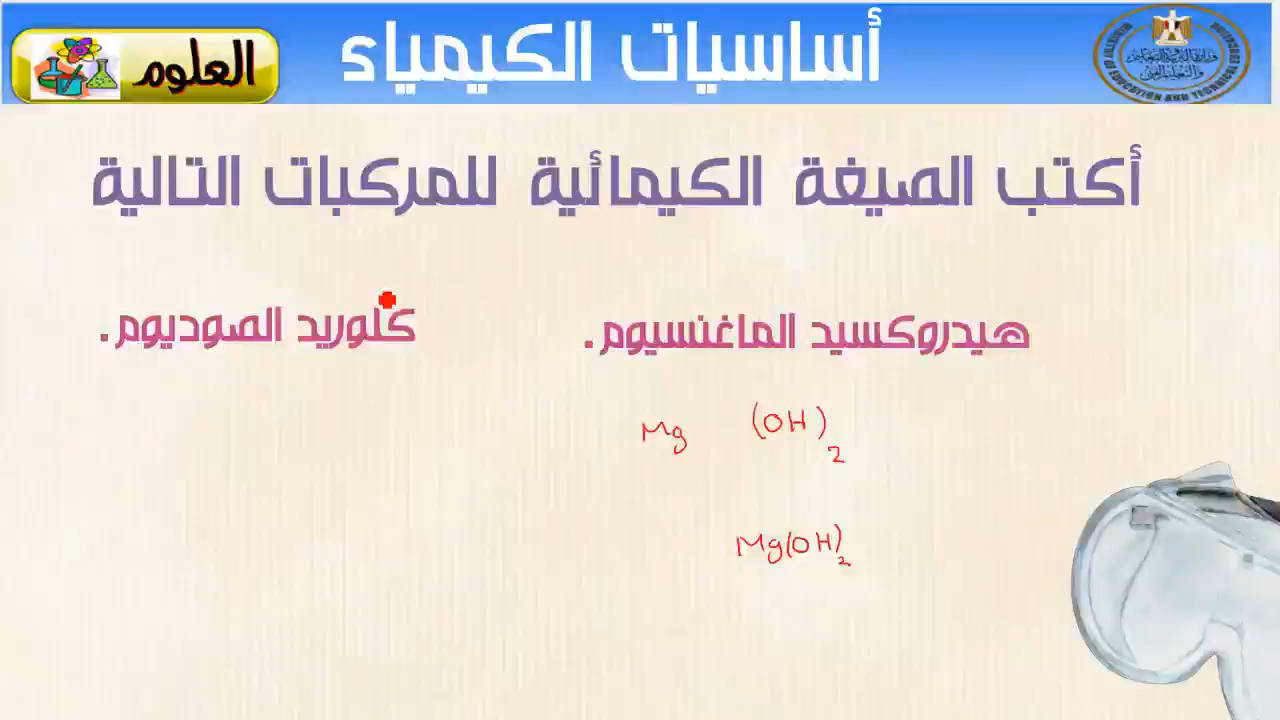 أساسيات الكيمياء
العلوم
أكتب الصيغة الكيمائية للمركبات التالية
هيدروكسيد الماغنسيوم.
كلوريد الصوديوم.
Mg (OH)2
Mg(OH)2